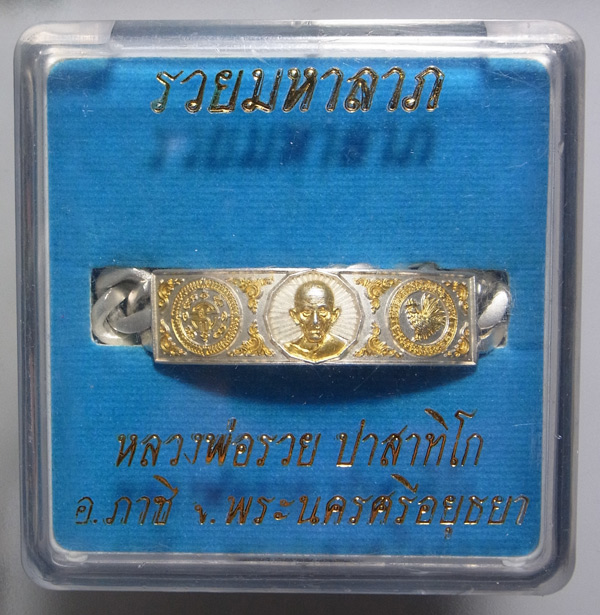 รวยมหาลาภ
หลวงพ่อรวย ปาสาทิโก
อ.ภาชี จ.พระนครศรีอยุธยา